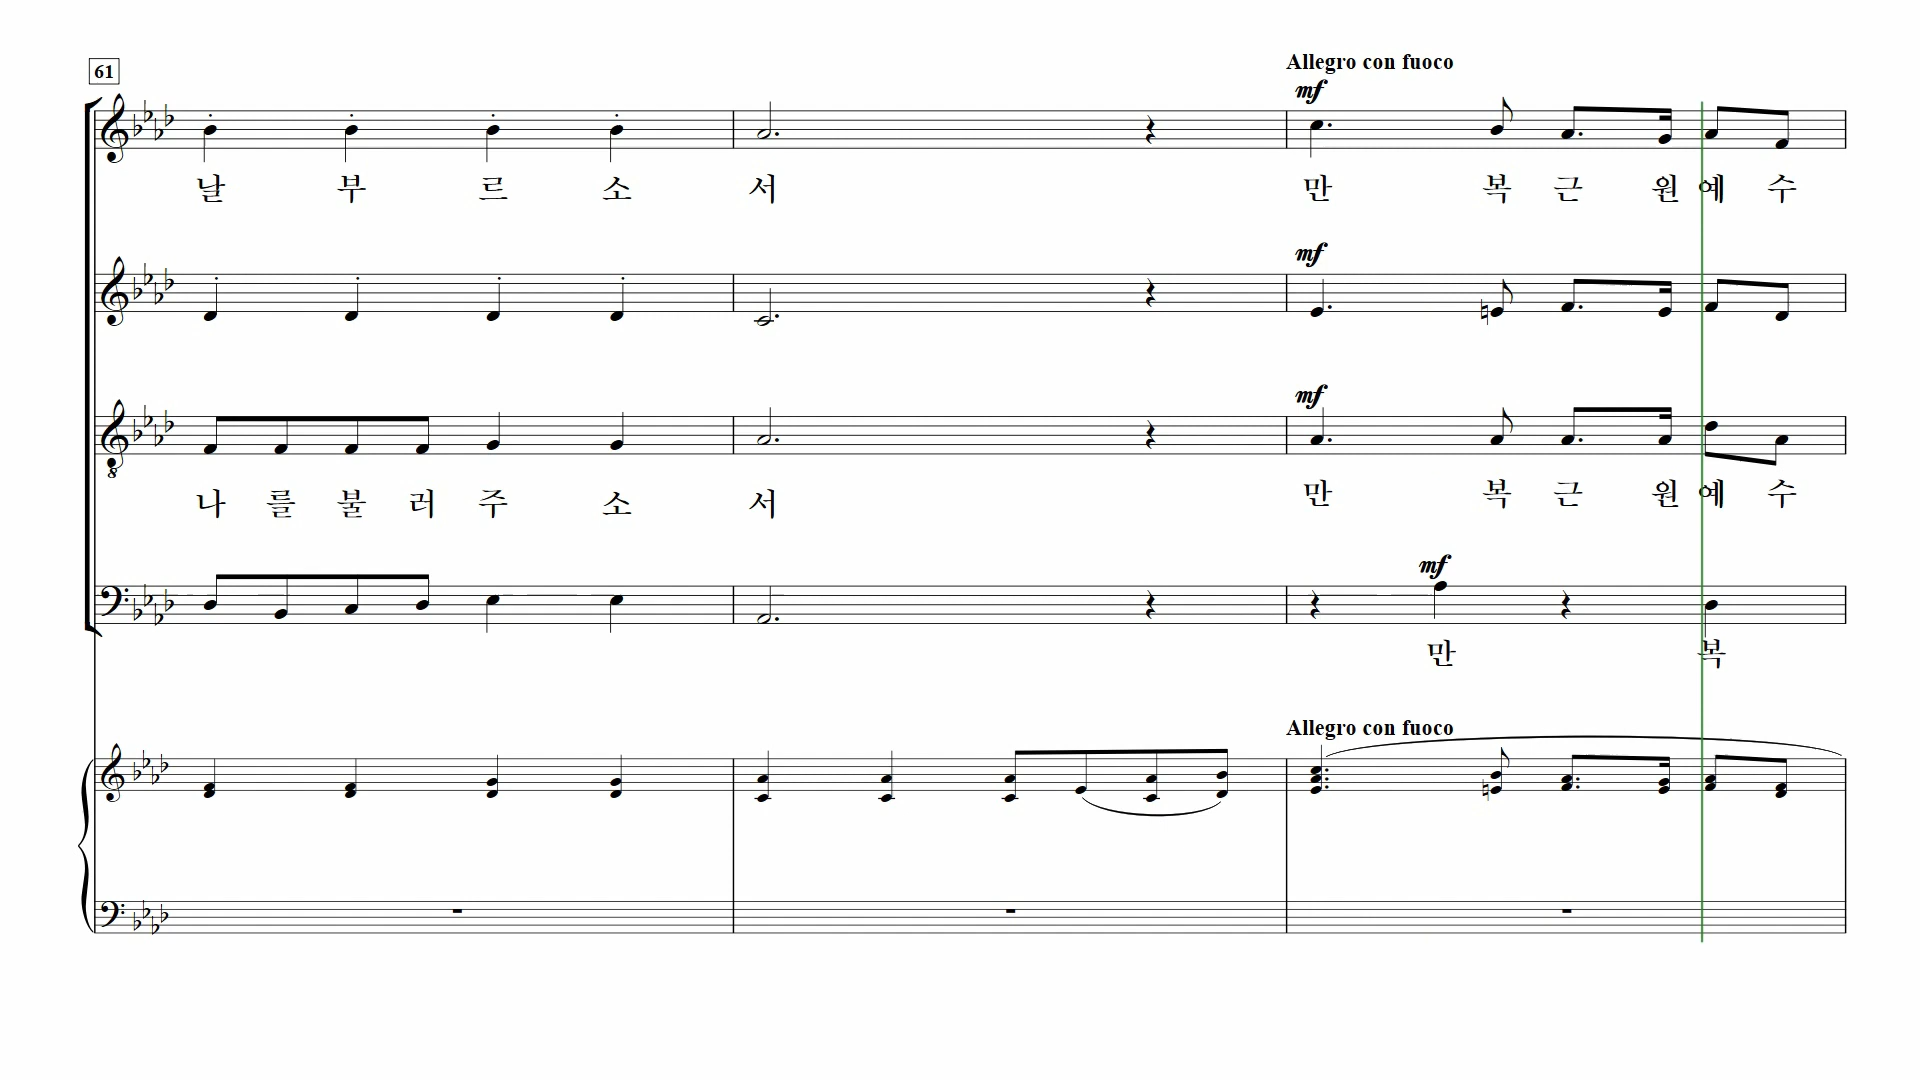 61
Allegro con fuoco
mf
날 부 르 소 서 만 복 근 원 예 수
mf
mf
8
나 를 불 러 주 소 서 만 복 근 원 예 수
mf
만 복
Allegro con fuoco